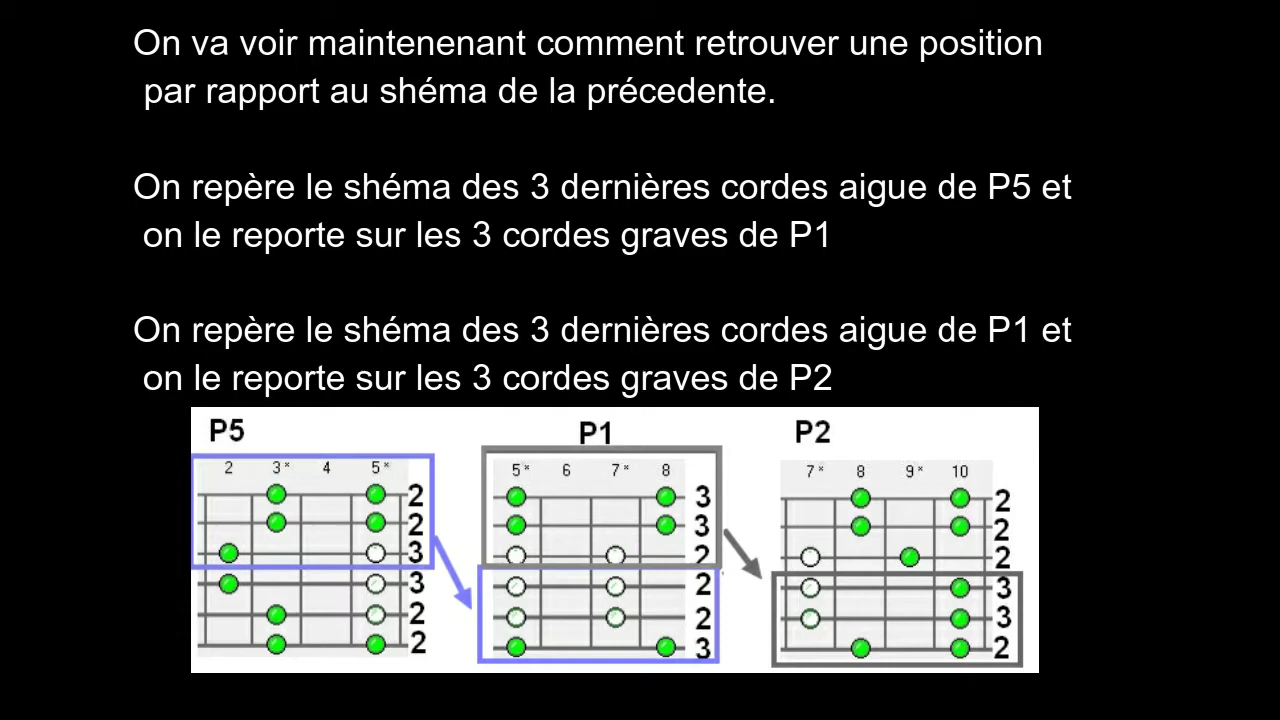 On va voir maintenenant comment retrouver une position
par rapport au shéma de la précedente.
On repère le shéma des 3 dernières cordes aigue de P5 et
on le reporte sur les 3 cordes graves de P1
On repère le shéma des 3 dernières cordes aigue de P1 et
on le reporte sur les 3 cordes graves de P2
P5 P1 P2
2 3* 4 5* 5* 6 7* 8 7* 8 9* 10
2 3 2
2 3 2
3 2 2
3 2 3
2 2 3
2 3 2